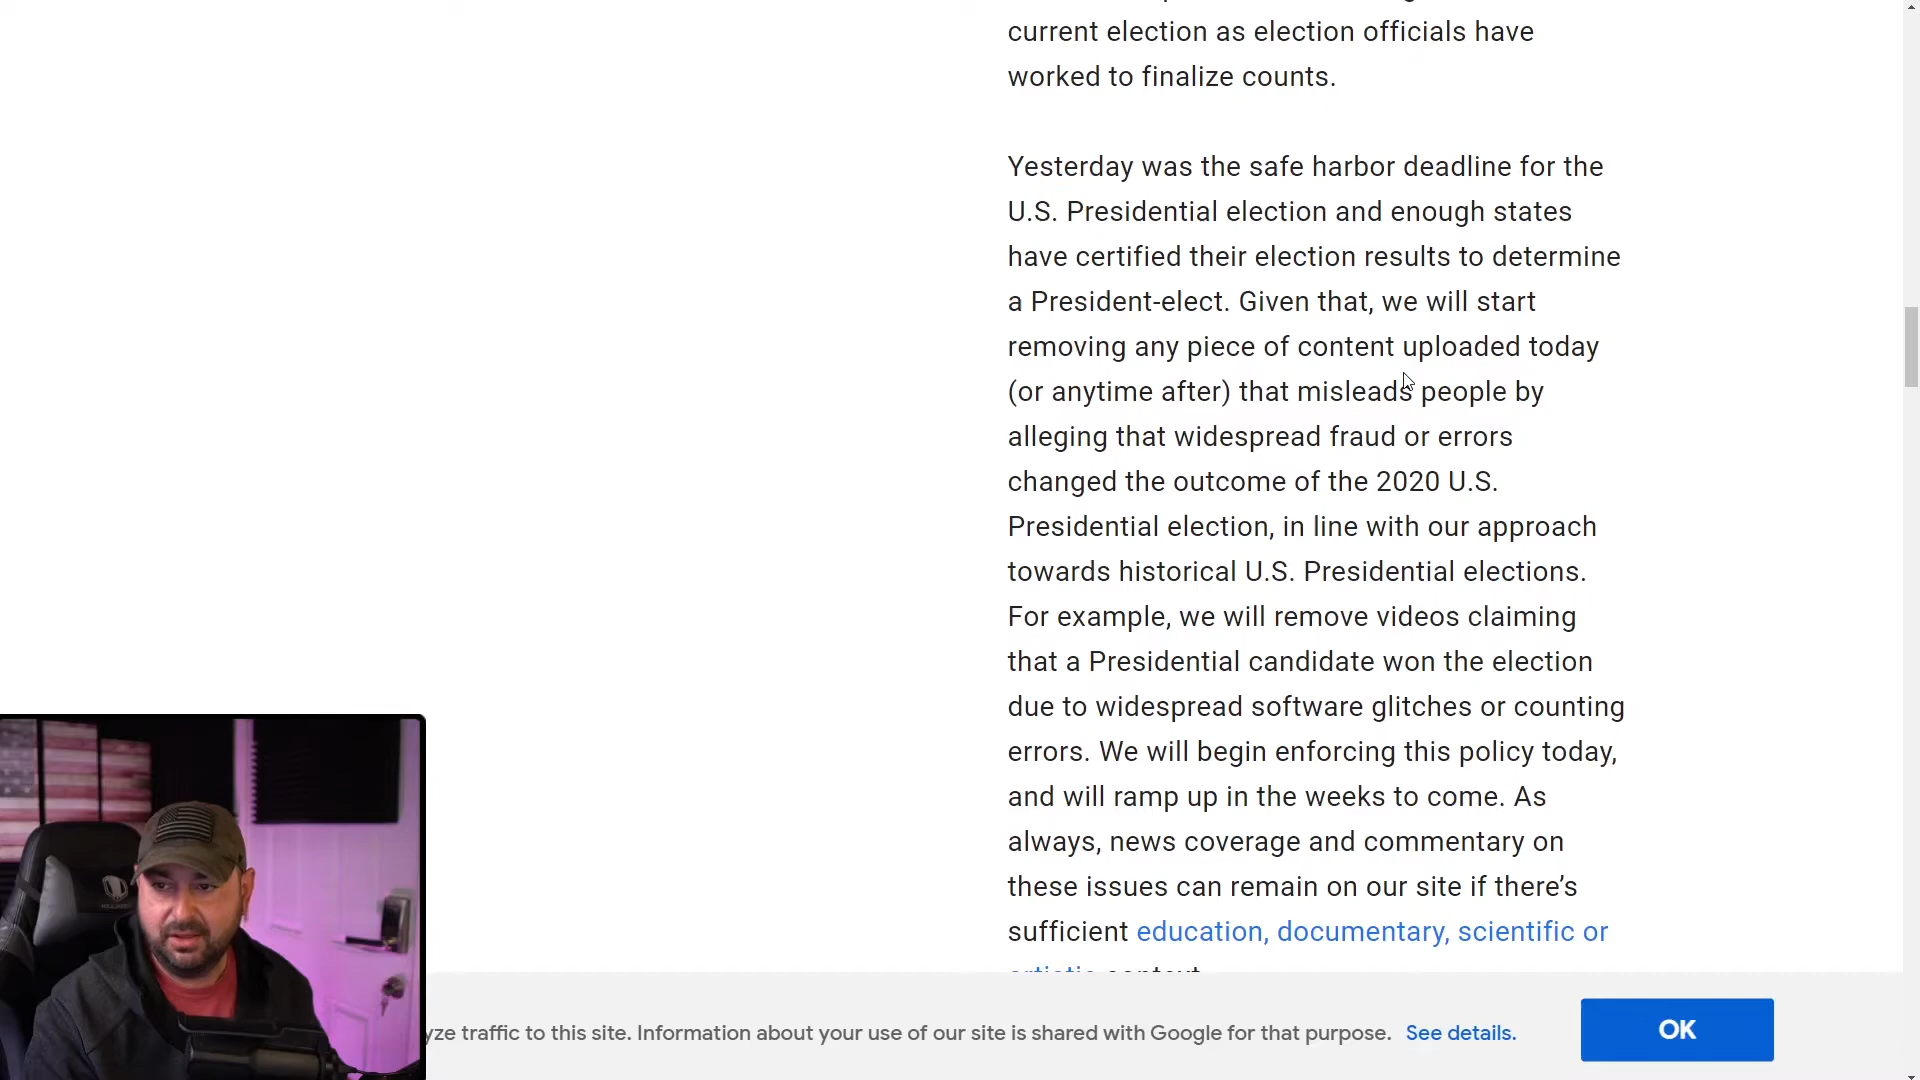 current election as election officials have
worked to finalize counts.
Yesterday was the safe harbor deadline for the
U.S. Presidential election and enough states
have certified their election results to determine
a President-elect. Given that, we will start
removing any piece of content uploaded today
(or anytime after) that misleads people by
alleging that widespread fraud or errors
changed the outcome of the 2020 U.S.
Presidential election, in line with our approach
towards historical U.S. Presidential elections.
For example, we will remove videos claiming
that a Presidential candidate won the election
due to widespread software glitches or counting
errors. We will begin enforcing this policy today,
and will ramp up in the weeks to come. As
always, news coverage and commentary on
these issues can remain on our site if there’s
sufficient education, documentary, scientific or
artistic context.
yze traffic to this site. Information about your use of our site is shared with Google for that purpose. See details.
OK